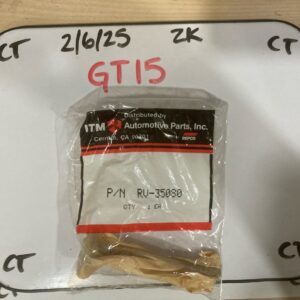 CT 2/6/25 ZK CT
GT15
Distributed by
ITM Automotive Parts, Inc.
P/N RV-35080
CT
CT